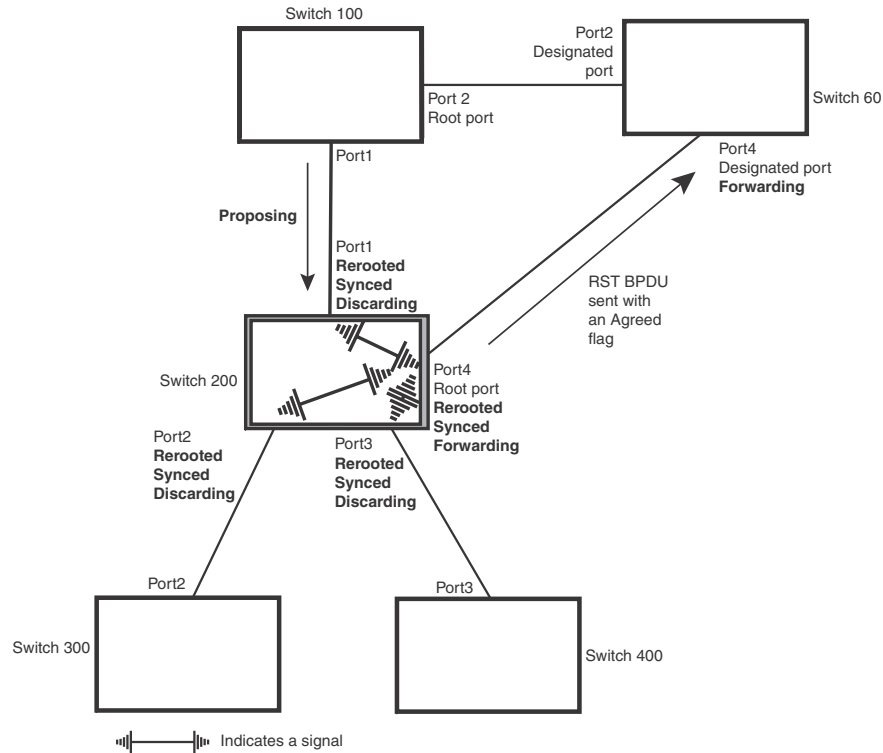 Switch 100
Port2
Designated
port
Port 2
Root port
Switch 60
Port1
Port4
Designated port
Forwarding
Proposing
Port1
Rerooted
Synced
Discarding
RST BPDU
sent with
an Agreed
flag
Switch 200
Port4
Root port
Rerooted
Synced
Forwarding
Port2
Rerooted
Synced
Discarding
Port3
Rerooted
Synced
Discarding
Port2
Port3
Switch 300
Switch 400
Indicates a signal